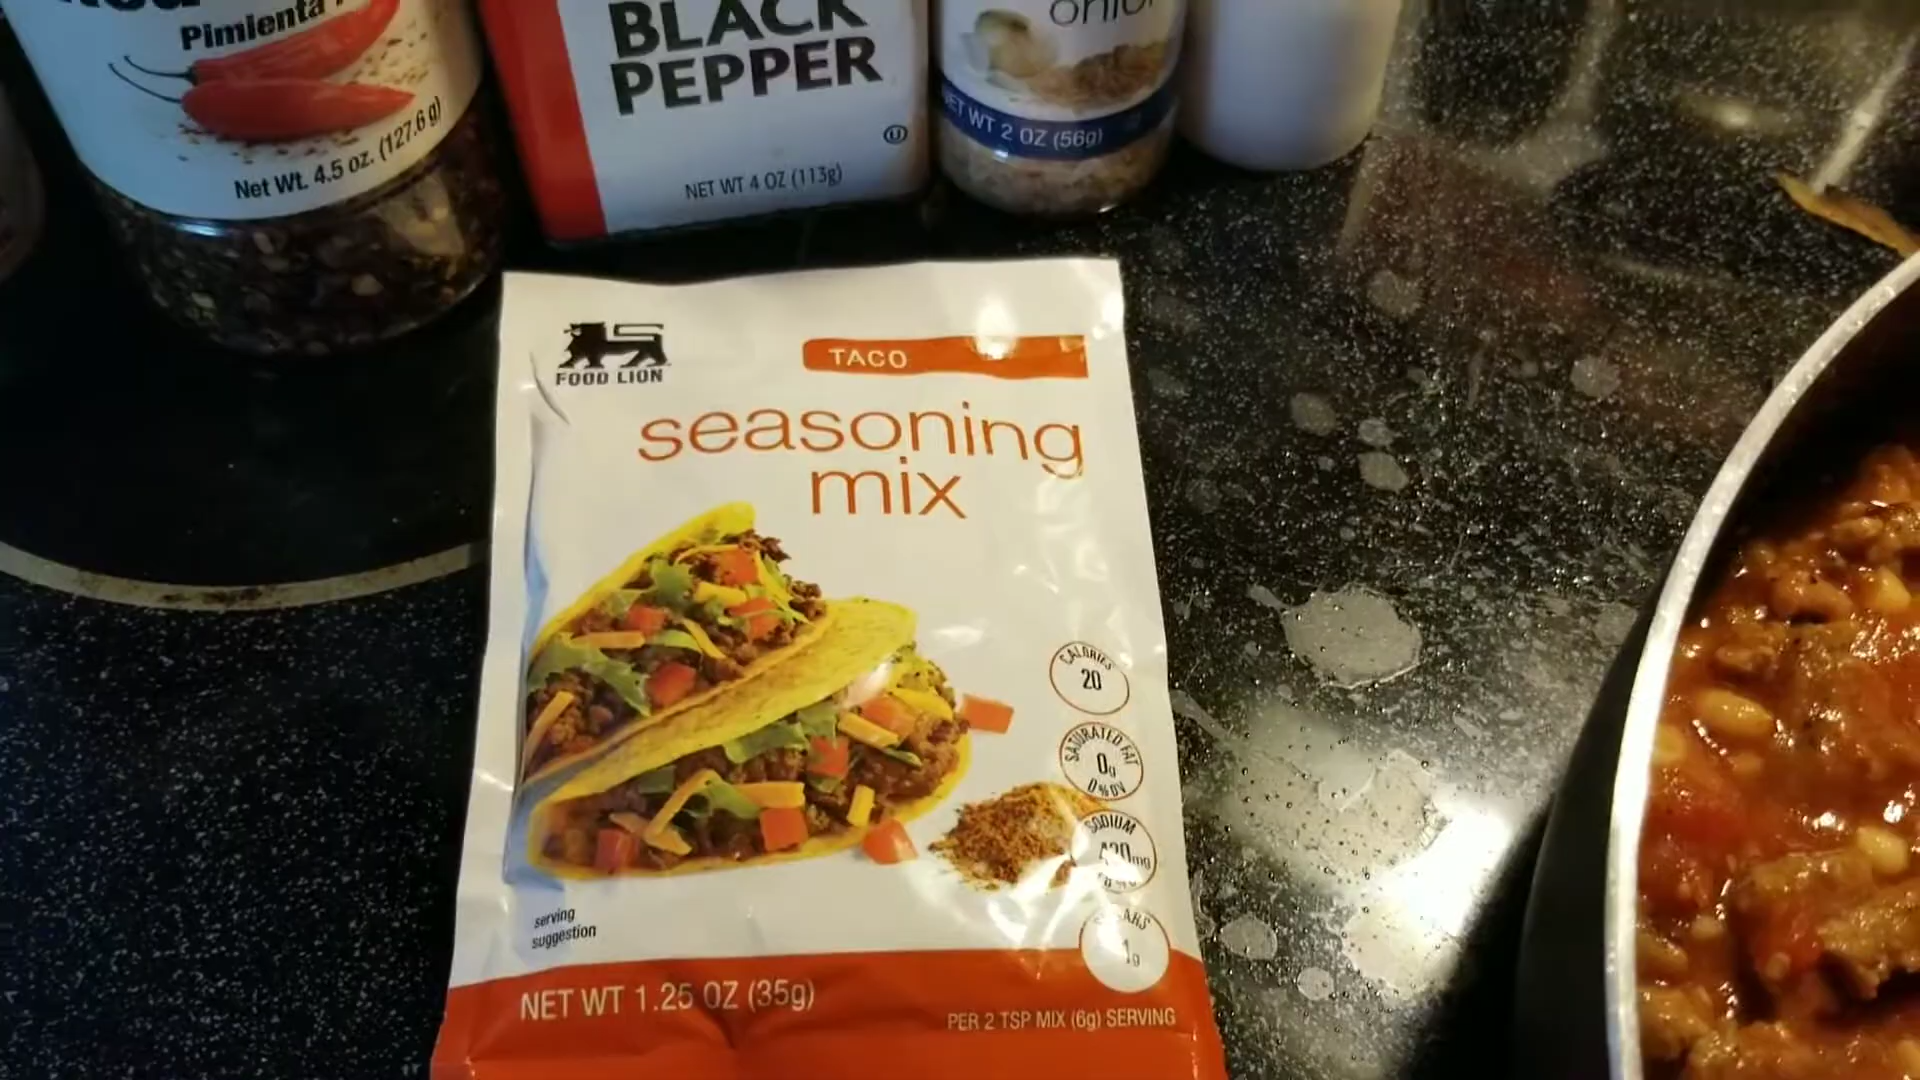 Pimienta
Net Wt. 4.5 oz. (127.6 g)
BLACK
PEPPER
U
NET WT 4 OZ (113g)
NET WT 2 OZ (56g)
FOOD LION
TACO
seasoning
mix
CALORIES
20
SATURATED FAT
0g
0%DV
SODIUM
1g
serving
suggestion
NET WT 1.25 OZ (35g)
PER 2 TSP MIX (6g) SERVING